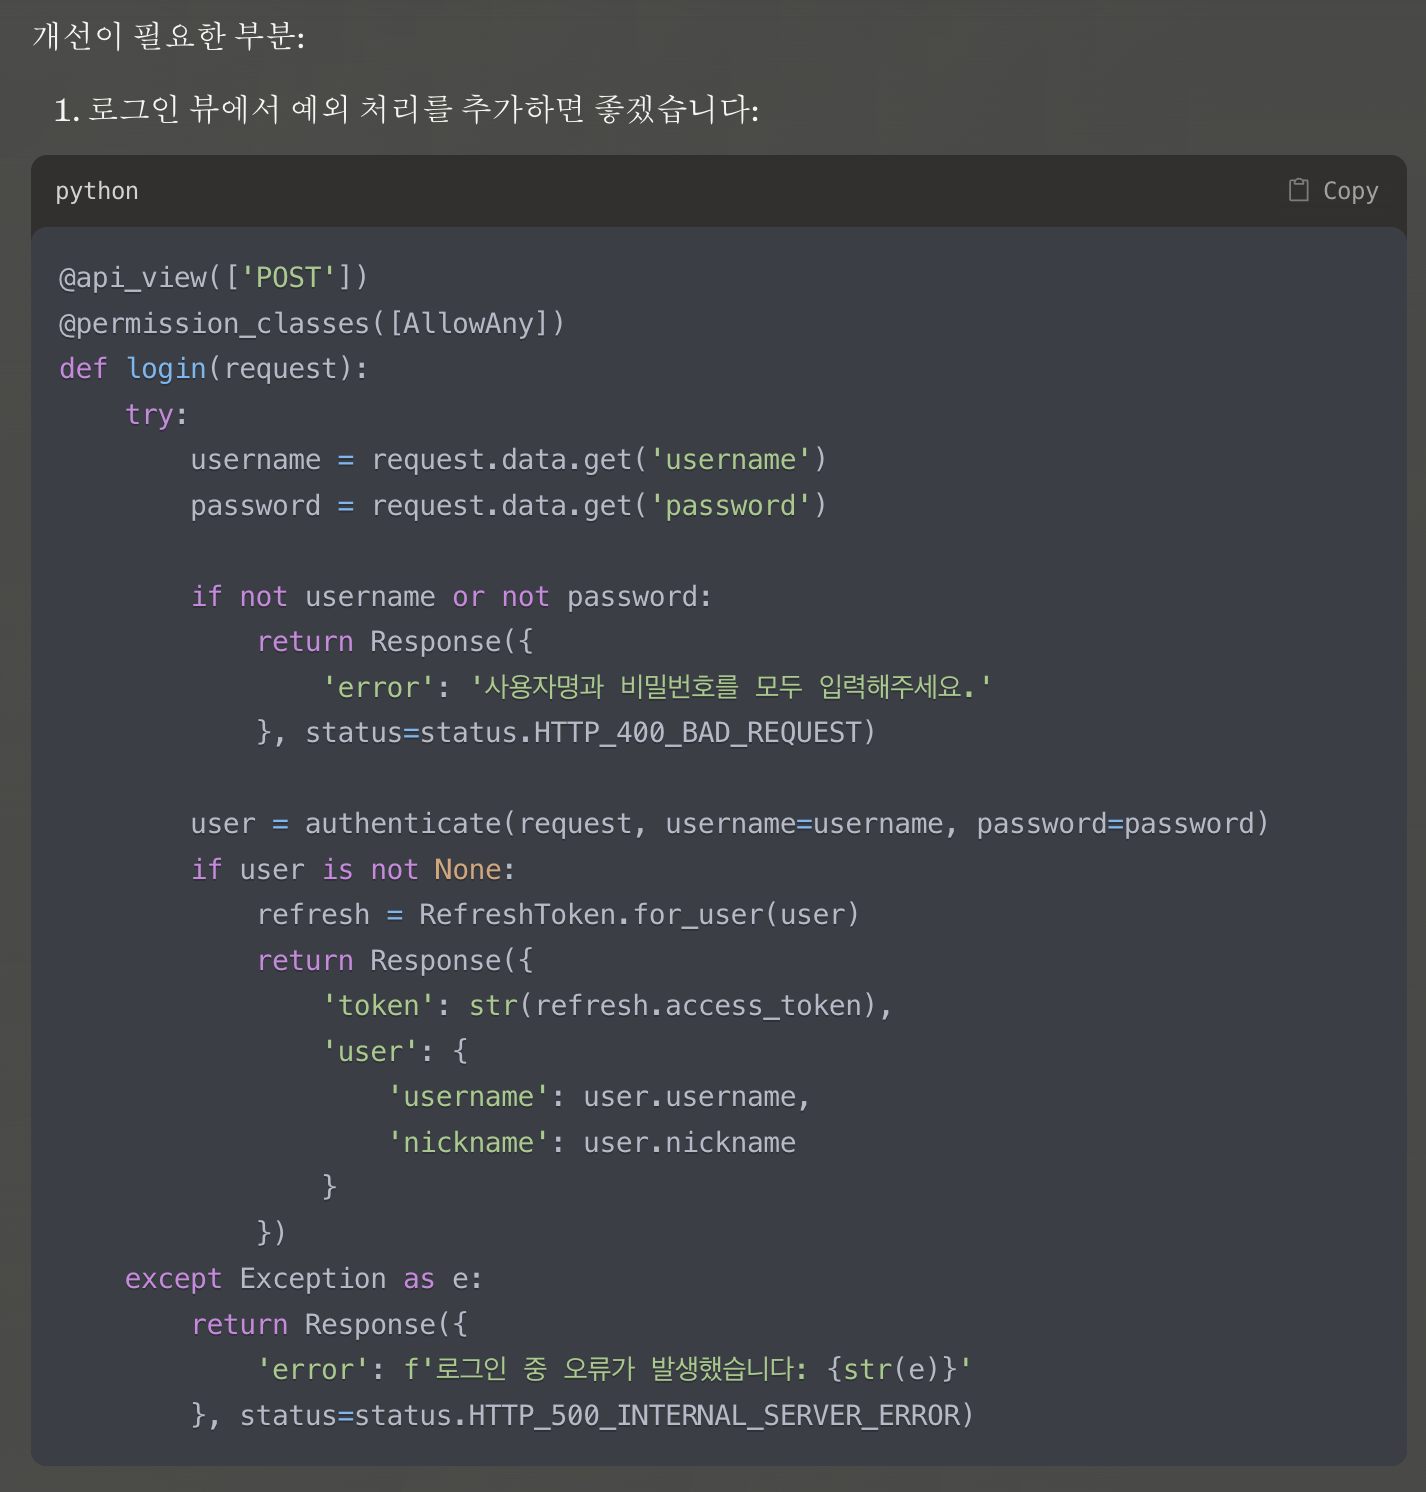 개선이 필요한 부분:
1. 로그인 뷰에서 예외 처리를 추가하면 좋겠습니다:
python
Copy
@api_view(['POST'])
@permission_classes([AllowAny])
def login(request):
    try:
        username = request.data.get('username')
        password = request.data.get('password')

        if not username or not password:
            return Response({
                'error': '사용자명과 비밀번호를 모두 입력해주세요.'
            }, status=status.HTTP_400_BAD_REQUEST)

        user = authenticate(request, username=username, password=password)
        if user is not None:
            refresh = RefreshToken.for_user(user)
            return Response({
                'token': str(refresh.access_token),
                'user': {
                    'username': user.username,
                    'nickname': user.nickname
                }
            })
    except Exception as e:
        return Response({
            'error': f'로그인 중 오류가 발생했습니다: {str(e)}'
        }, status=status.HTTP_500_INTERNAL_SERVER_ERROR)